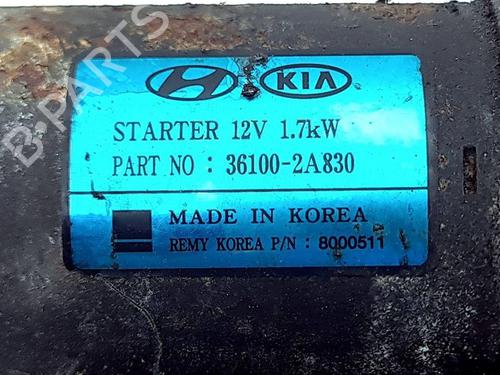 KIA
STARTER 12V 1.7kW
PART NO : 36100-2A830
MADE IN KOREA
REMY KOREA P/N : 8000511
B-PARTS